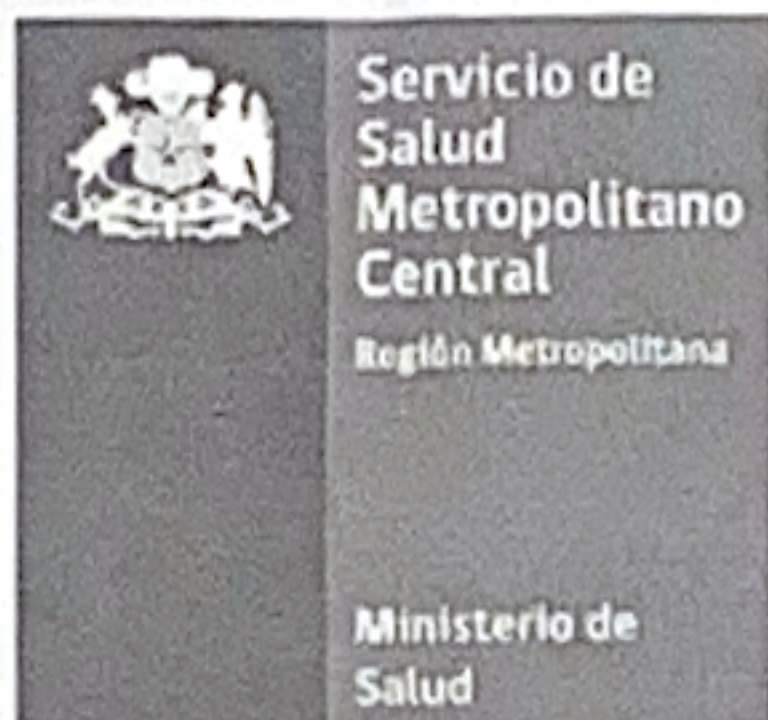 Servicio de
Salud
Metropolitano
Central
Región Metropolitana
Ministerio de
Salud